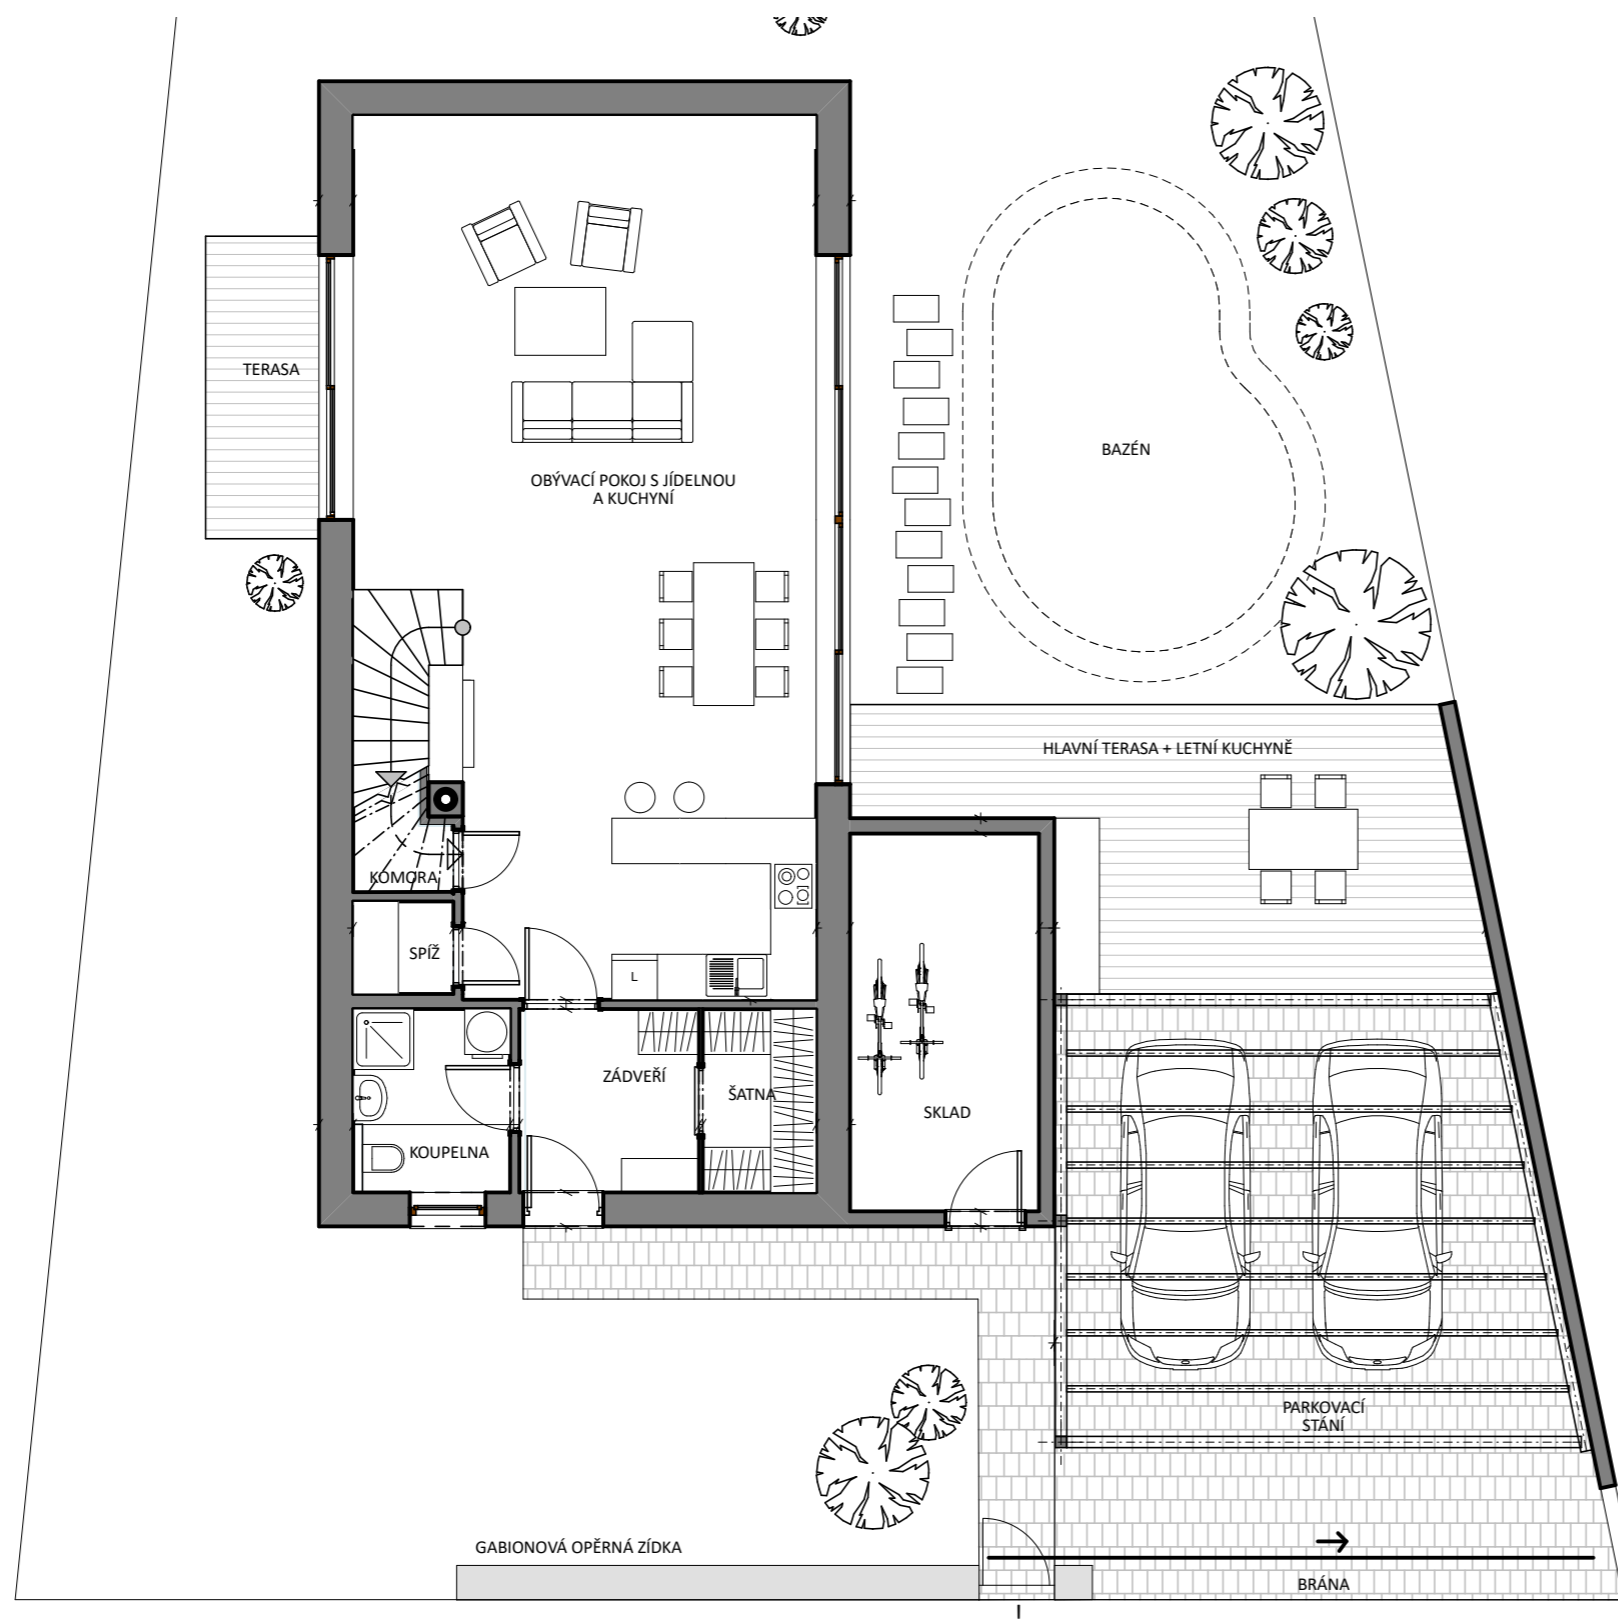 TERASA
BAZÉN
OBÝVACÍ POKOJ S JÍDELNOU
A KUCHYNÍ
HLAVNÍ TERASA + LETNÍ KUCHYNĚ
KOMORA
SPÍŽ
L
ZÁDVEŘÍ
ŠATNA
SKLAD
KOUPELNA
PARKOVACÍ
STÁNÍ
GABIONOVÁ OPĚRNÁ ZÍDKA
BRÁNA